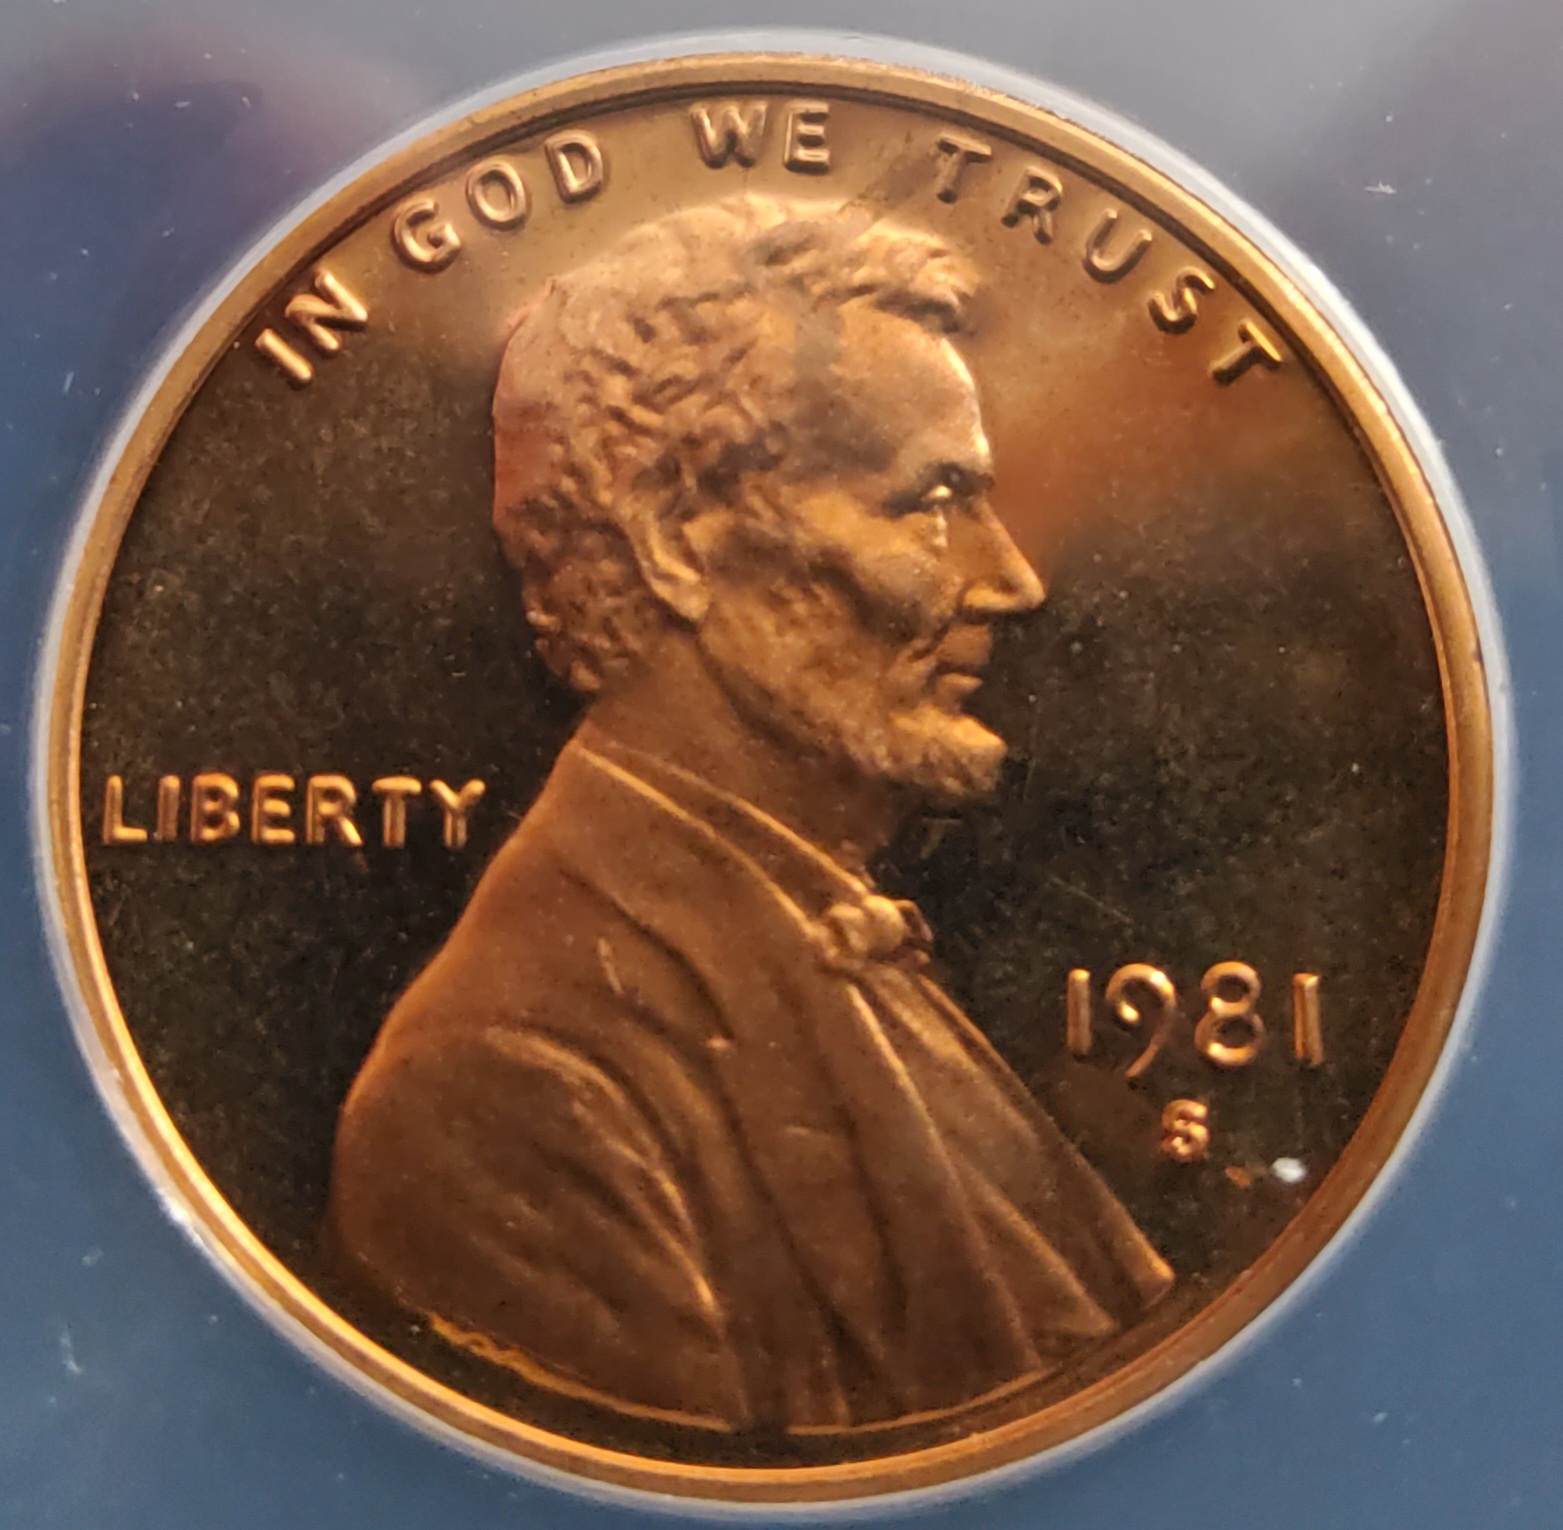 IN GOD WE TRUST
LIBERTY
1981
S